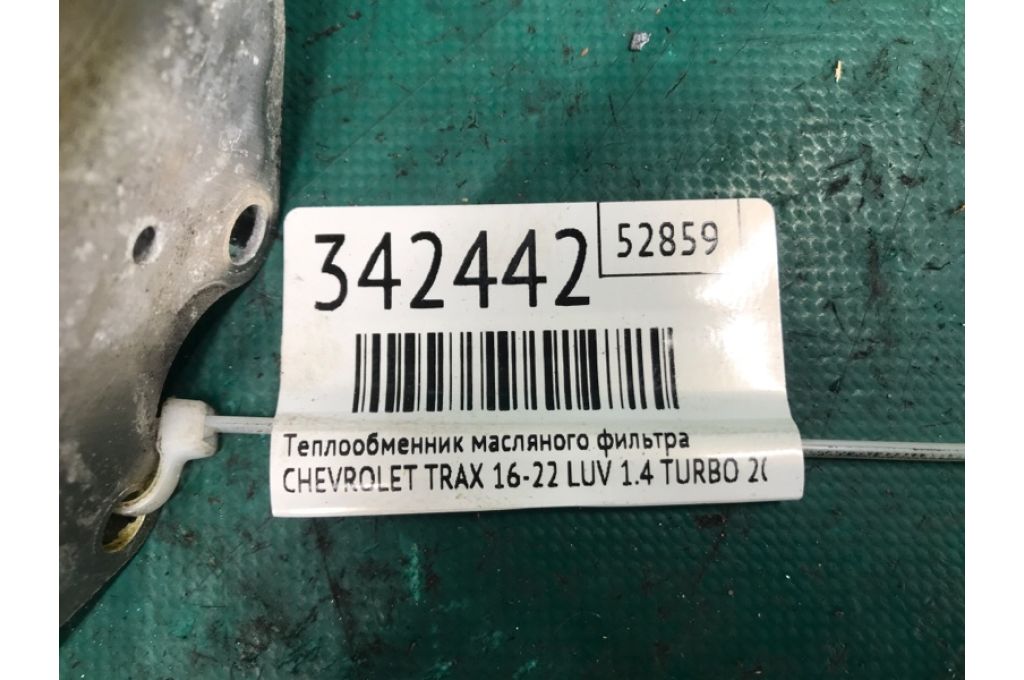 342442
52859
Теплообменник масляного фильтра
CHEVROLET TRAX 16-22 LUV 1.4 TURBO